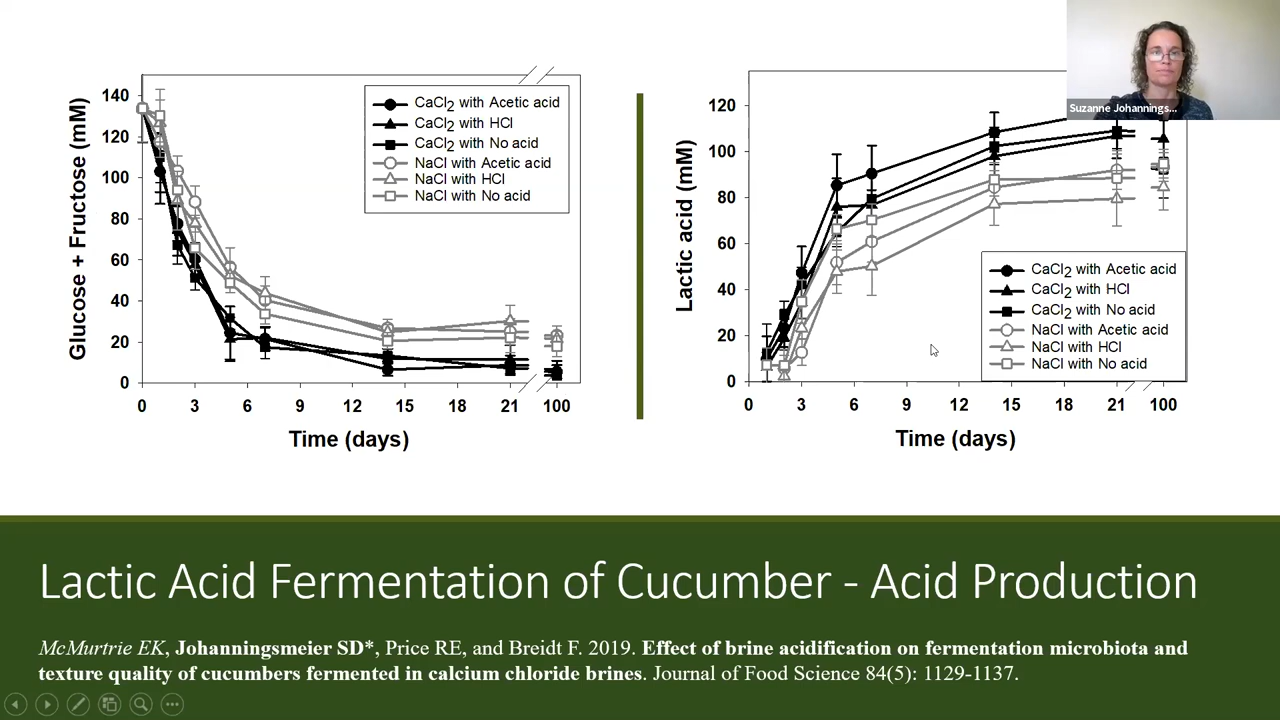 Glucose + Fructose (mM)
140
120
100
80
60
40
20
0
CaCl2 with Acetic acid
CaCl2 with HCl
CaCl2 with No acid
NaCl with Acetic acid
NaCl with HCl
NaCl with No acid
0 3 6 9 12 15 18 21 100
Time (days)
Lactic acid (mM)
120
100
80
60
40
20
0
CaCl2 with Acetic acid
CaCl2 with HCl
CaCl2 with No acid
NaCl with Acetic acid
NaCl with HCl
NaCl with No acid
0 3 6 9 12 15 18 21 100
Time (days)
Suzanne Johannings...
Lactic Acid Fermentation of Cucumber - Acid Production
McMurtrie EK, Johanningsmeier SD*, Price RE, and Breidt F. 2019. Effect of brine acidification on fermentation microbiota and
texture quality of cucumbers fermented in calcium chloride brines. Journal of Food Science 84(5): 1129-1137.